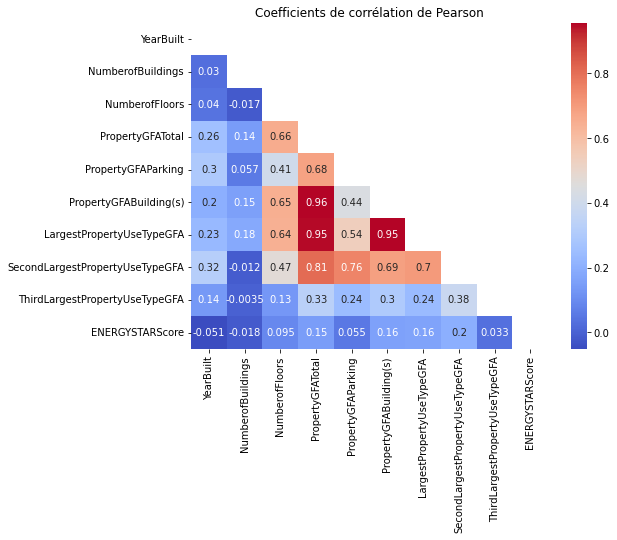 Coefficients de corrélation de Pearson
YearBuilt
NumberofBuildings 0.03
NumberofFloors 0.04 -0.017
PropertyGFATotal 0.26 0.14 0.66
PropertyGFAParking 0.3 0.057 0.41 0.68
PropertyGFABuilding(s) 0.2 0.15 0.65 0.96 0.44
LargestPropertyUseTypeGFA 0.23 0.18 0.64 0.95 0.54 0.95
SecondLargestPropertyUseTypeGFA 0.32 -0.012 0.47 0.81 0.76 0.69 0.7
ThirdLargestPropertyUseTypeGFA 0.14 -0.0035 0.13 0.33 0.24 0.3 0.24 0.38
ENERGYSTARScore -0.051 -0.018 0.095 0.15 0.055 0.16 0.16 0.2 0.033
YearBuilt
NumberofBuildings
NumberofFloors
PropertyGFATotal
PropertyGFAParking
PropertyGFABuilding(s)
LargestPropertyUseTypeGFA
SecondLargestPropertyUseTypeGFA
ThirdLargestPropertyUseTypeGFA
ENERGYSTARScore
0.8
0.6
0.4
0.2
0.0